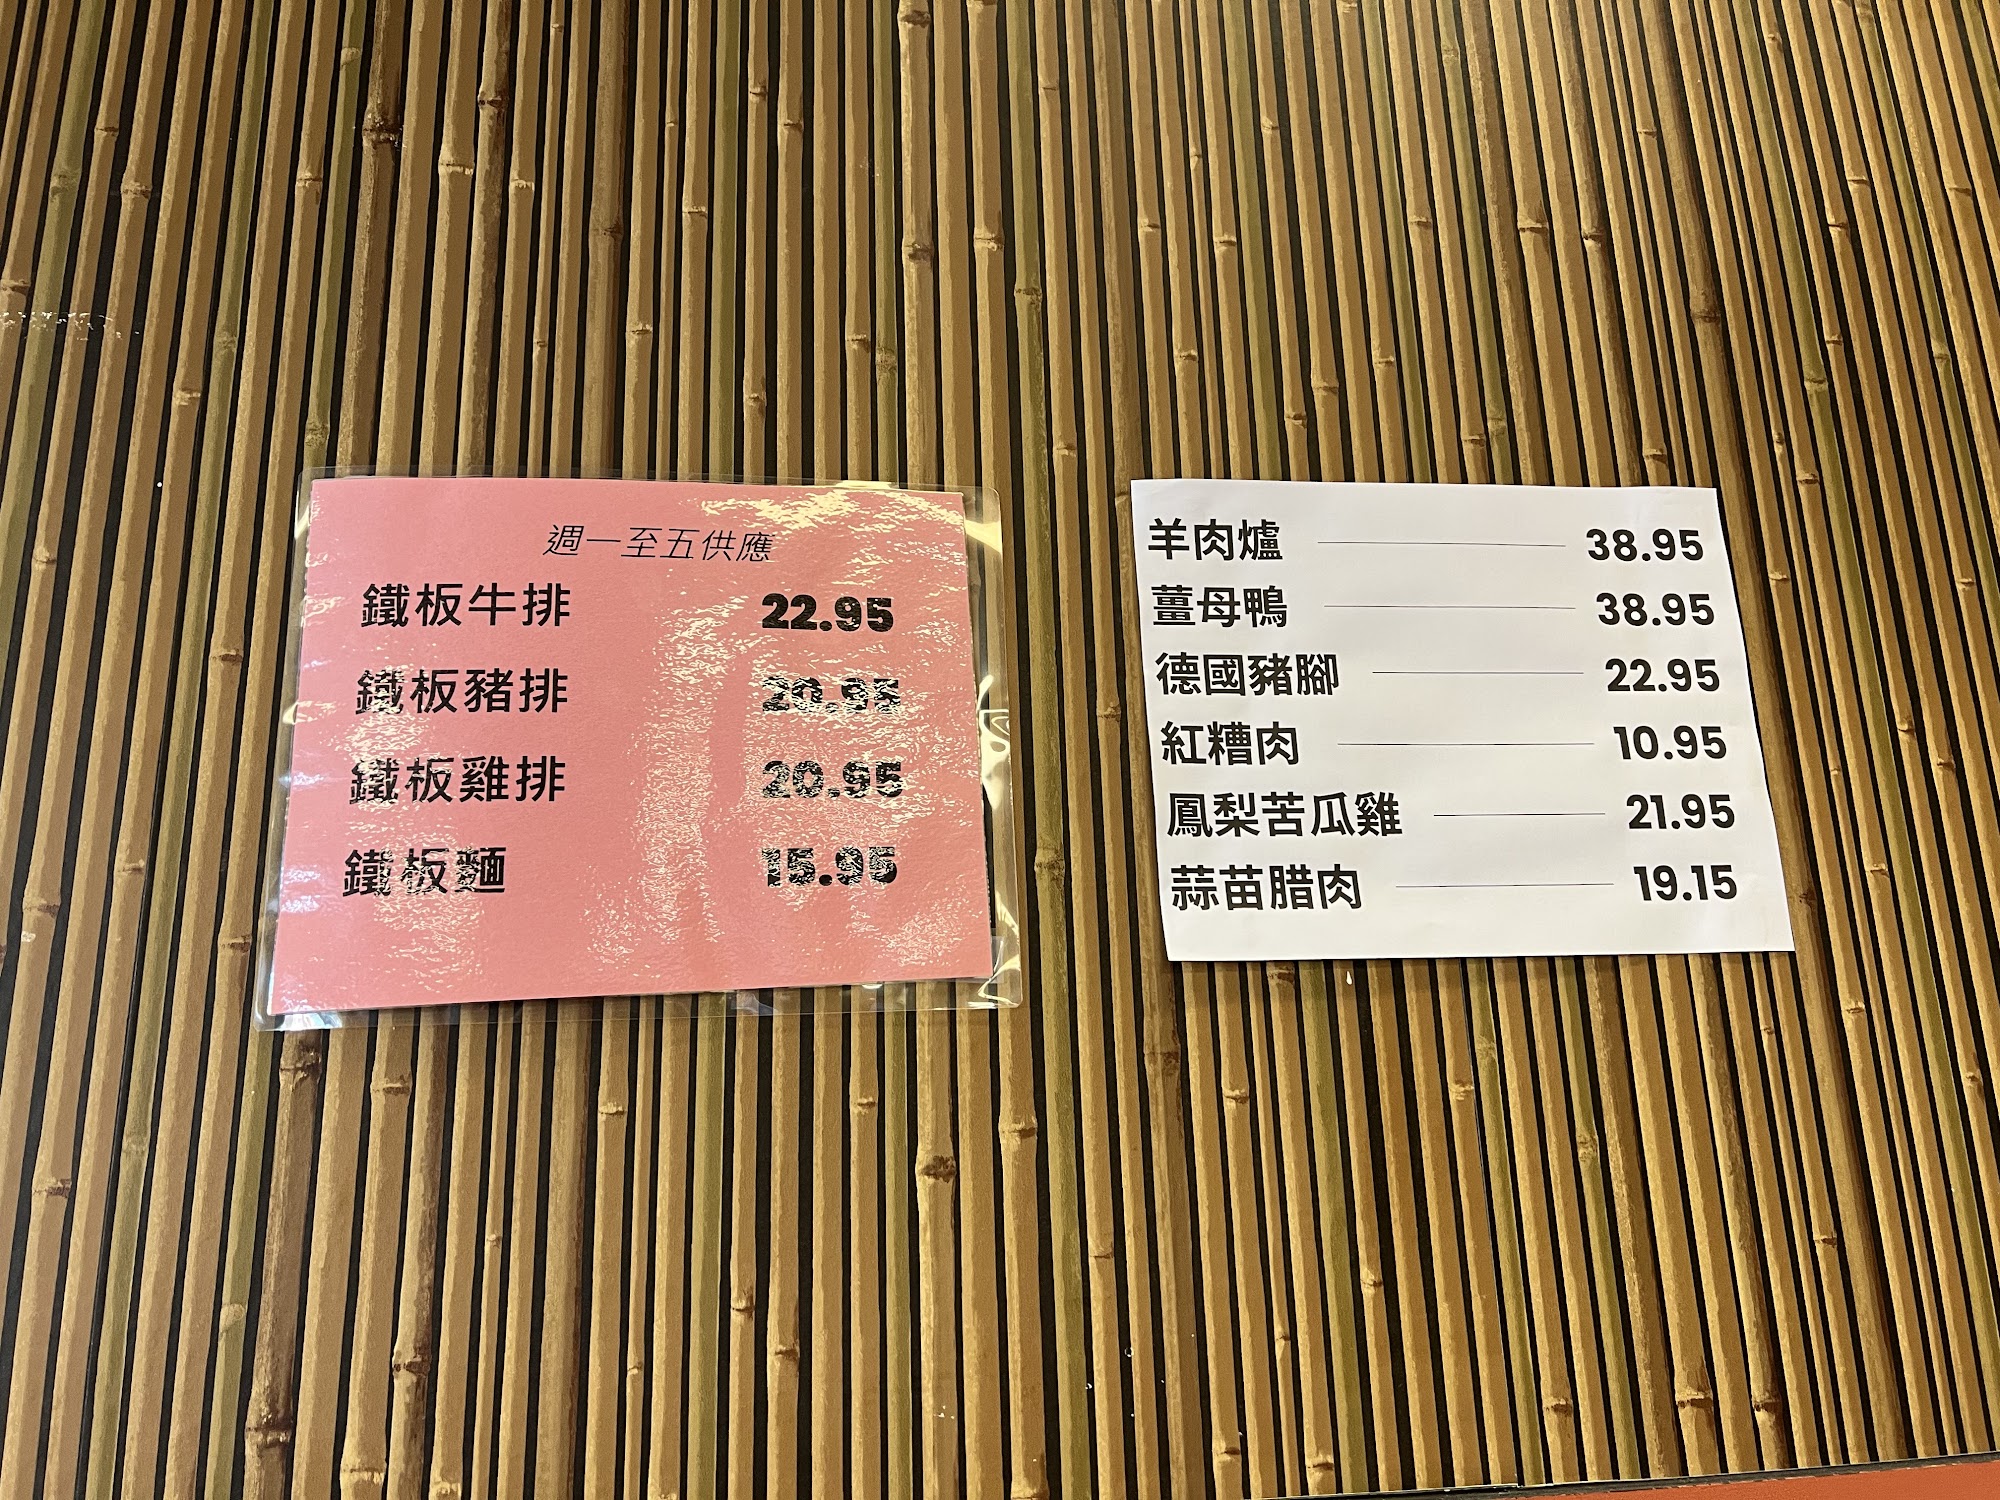 週一至五供應
鐵板牛排 22.95
鐵板豬排 20.95
鐵板雞排 20.95
鐵板麵 15.95
羊肉爐 38.95
薑母鴨 38.95
德國豬腳 22.95
紅糟肉 10.95
鳳梨苦瓜雞 21.95
蒜苗腊肉 19.15